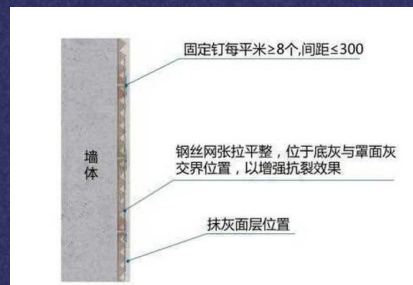 固定钉每平米≥8个,间距≤300
墙体
钢丝网张拉平整，位于底灰与罩面灰
交界位置，以增强抗裂效果
抹灰面层位置